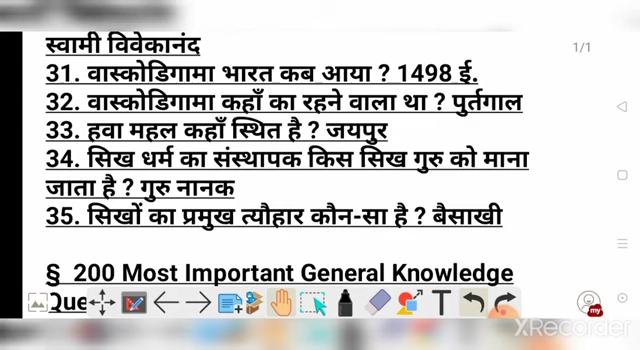 स्वामी विवेकानंद
1/1
31. वास्कोडिगामा भारत कब आया ? 1498 ई.
32. वास्कोडिगामा कहाँ का रहने वाला था ? पुर्तगाल
33. हवा महल कहाँ स्थित है ? जयपुर
34. सिख धर्म का संस्थापक किस सिख गुरु को माना
जाता है ? गुरु नानक
35. सिखों का प्रमुख त्यौहार कौन-सा है ? बैसाखी
§ 200 Most Important General Knowledge
Que
T
my
XRecorder